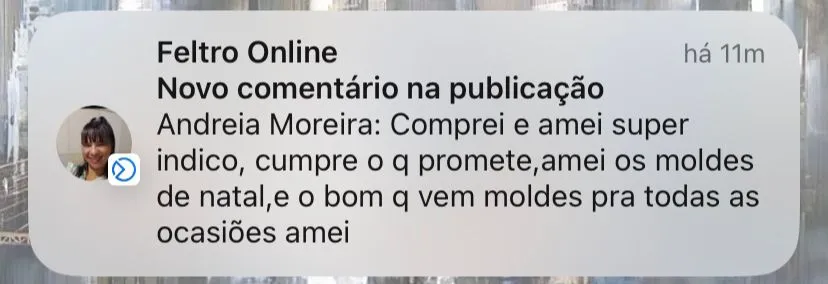 Feltro Online
há 11m
Novo comentário na publicação
Andreia Moreira: Comprei e amei super
indico, cumpre o q promete,amei os moldes
de natal,e o bom q vem moldes pra todas as
ocasiões amei